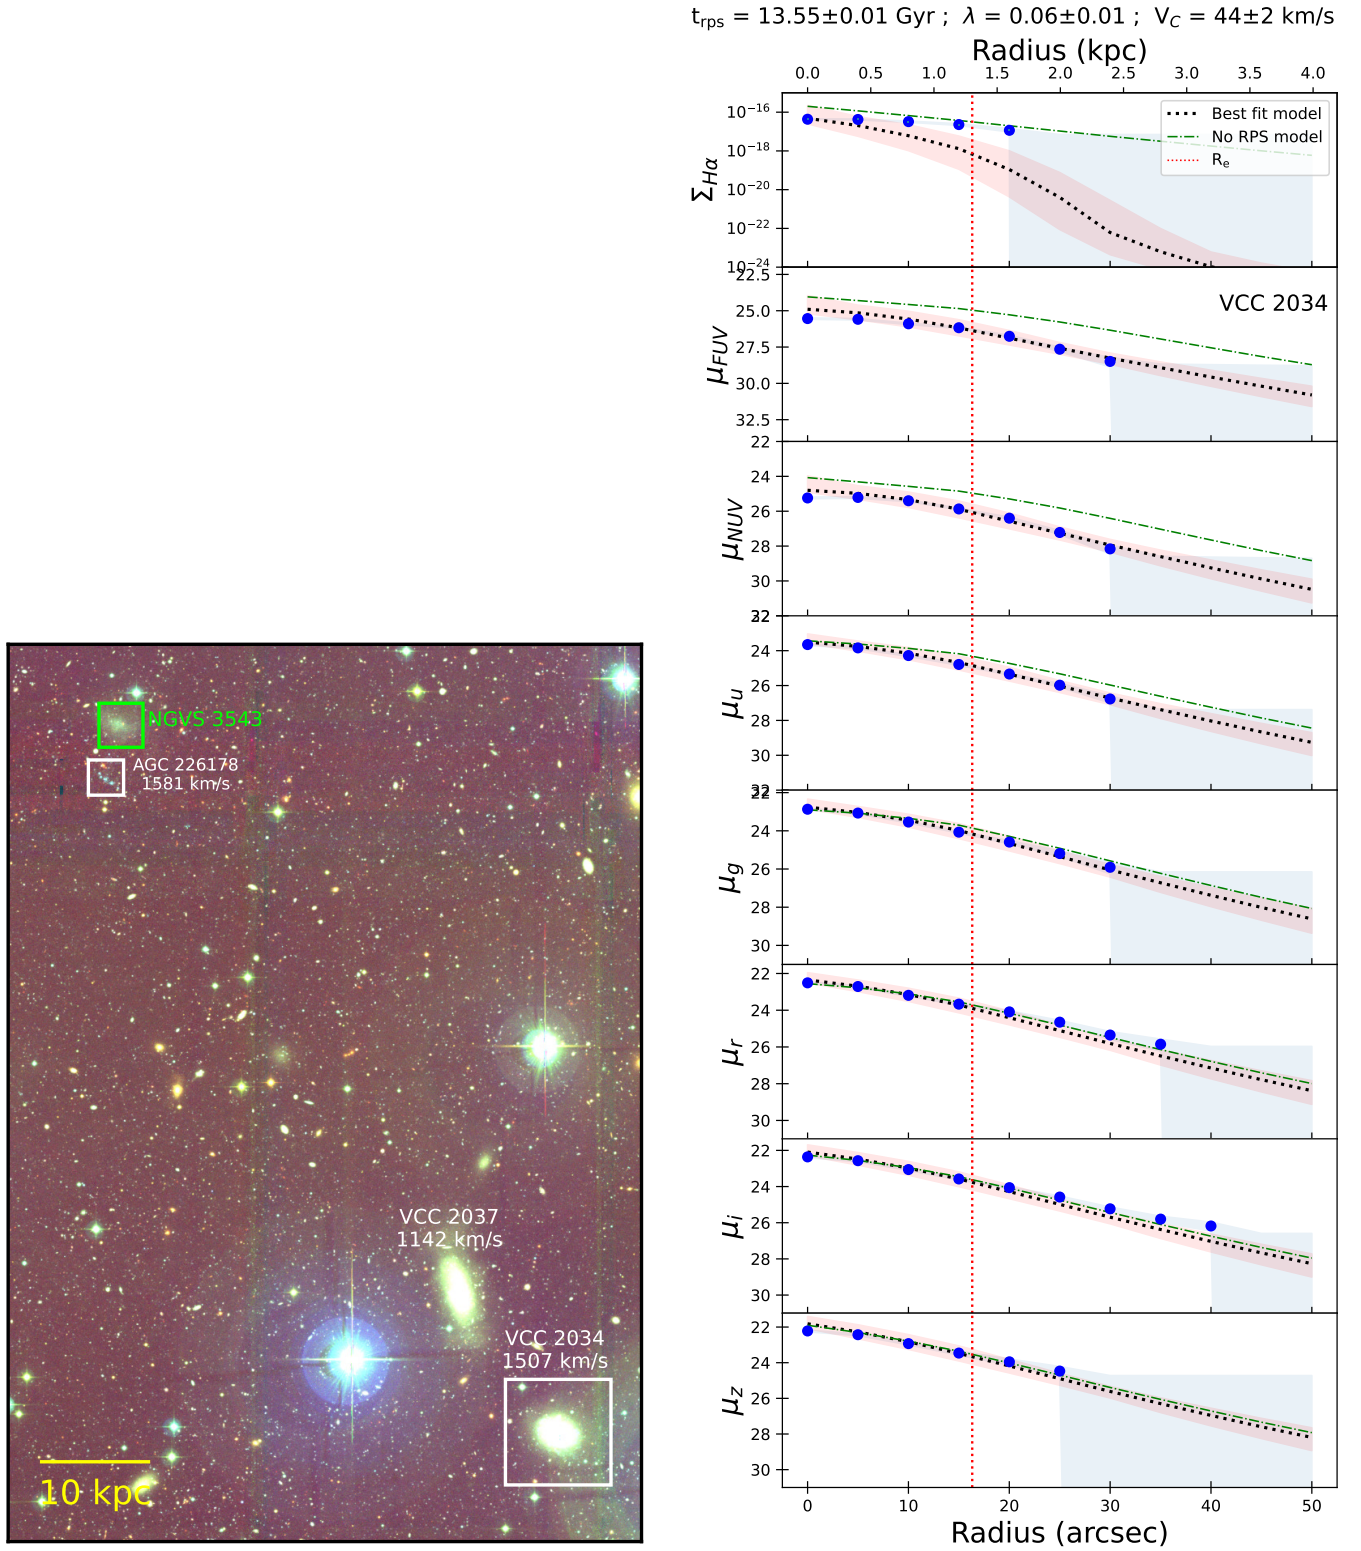 t_rps = 13.55±0.01 Gyr ; λ = 0.06±0.01 ; V_C = 44±2 km/s
Radius (kpc)
0.0 0.5 1.0 1.5 2.0 2.5 3.0 3.5 4.0
Σ_Hα
10⁻¹⁶
10⁻¹⁸
10⁻²⁰
10⁻²²
10⁻²⁴
Best fit model
No RPS model
R_e
μ_FUV
22.5
25.0
27.5
30.0
32.5
VCC 2034
μ_NUV
22
24
26
28
30
32
μ_u
22
24
26
28
30
32
μ_g
22
24
26
28
30
μ_r
22
24
26
28
30
μ_i
22
24
26
28
30
μ_z
22
24
26
28
30
0 10 20 30 40 50
Radius (arcsec)
NGVS 3543
AGC 226178
1581 km/s
VCC 2037
1142 km/s
VCC 2034
1507 km/s
10 kpc